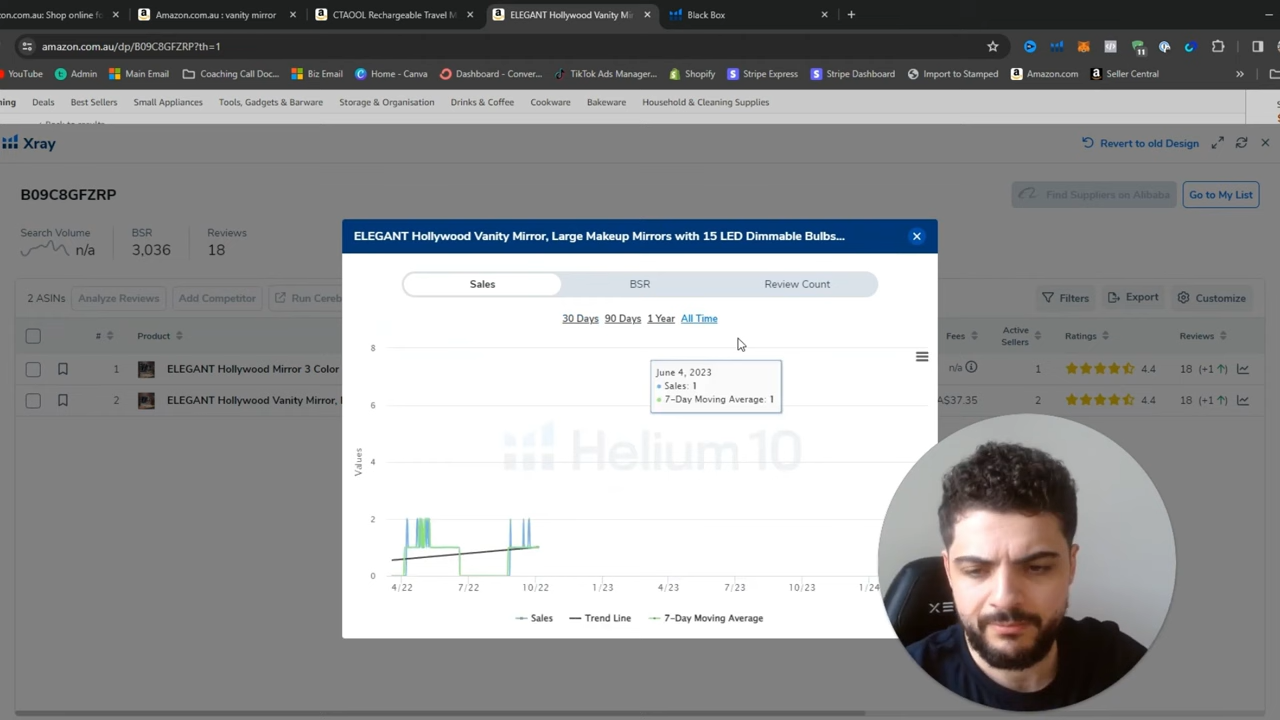 on.com.au : Shop online fo
Amazon.com.au : vanity mirror
CTAOOL Rechargeable Travel M
ELEGANT Hollywood Vanity Mir
Black Box
amazon.com.au/dp/B09C8GFZRP?th=1
11
YouTube Admin Main Email Coaching Call Doc... Biz Email Home - Canva Dashboard - Conver... TikTok Ads Manager... Shopify Stripe Express Stripe Dashboard Import to Stamped Amazon.com Seller Central
ning Deals Best Sellers Small Appliances Tools, Gadgets & Barware Storage & Organisation Drinks & Coffee Cookware Bakeware Household & Cleaning Supplies
Back to results
Xray
Revert to old Design
B09C8GFZRP
Find Suppliers on Alibaba
Go to My List
Search Volume
n/a
BSR
3,036
Reviews
18
ELEGANT Hollywood Vanity Mirror, Large Makeup Mirrors with 15 LED Dimmable Bulbs...
2 ASINs Analyze Reviews Add Competitor Run Cereb
Filters Export Customize
# Product
Fees Active Sellers Ratings Reviews
1 ELEGANT Hollywood Mirror 3 Color
n/a 1 4.4 18 (+1 ↑)
2 ELEGANT Hollywood Vanity Mirror,
A$37.35 2 4.4 18 (+1 ↑)
Sales BSR Review Count
30 Days 90 Days 1 Year All Time
June 4, 2023
Sales: 1
7-Day Moving Average: 1
Helium 10
Values
8
6
4
2
0
4/22 7/22 10/22 1/23 4/23 7/23 10/23 1/24
Sales Trend Line 7-Day Moving Average